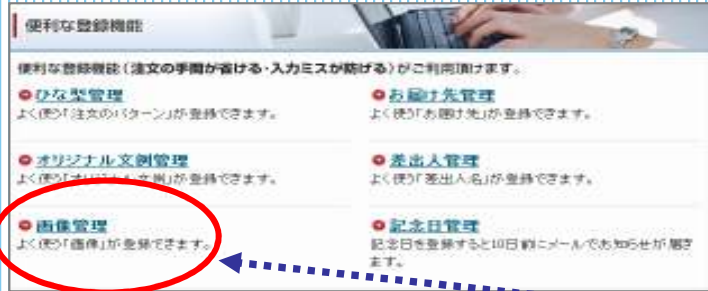 便利な登録機能
便利な登録機能(注文の手間が省ける・入力ミスが防げる)がご利用頂けます。
ひな型管理
よく使う「注文のパターン」が登録できます。
お届け先管理
よく使う「お届け先」が登録できます。
オリジナル文例管理
よく使う「オリジナル文例」が登録できます。
差出人管理
よく使う「差出人名」が登録できます。
画像管理
よく使う「画像」が登録できます。
記念日管理
記念日を登録すると10日前にメールでお知らせが届き
ます。